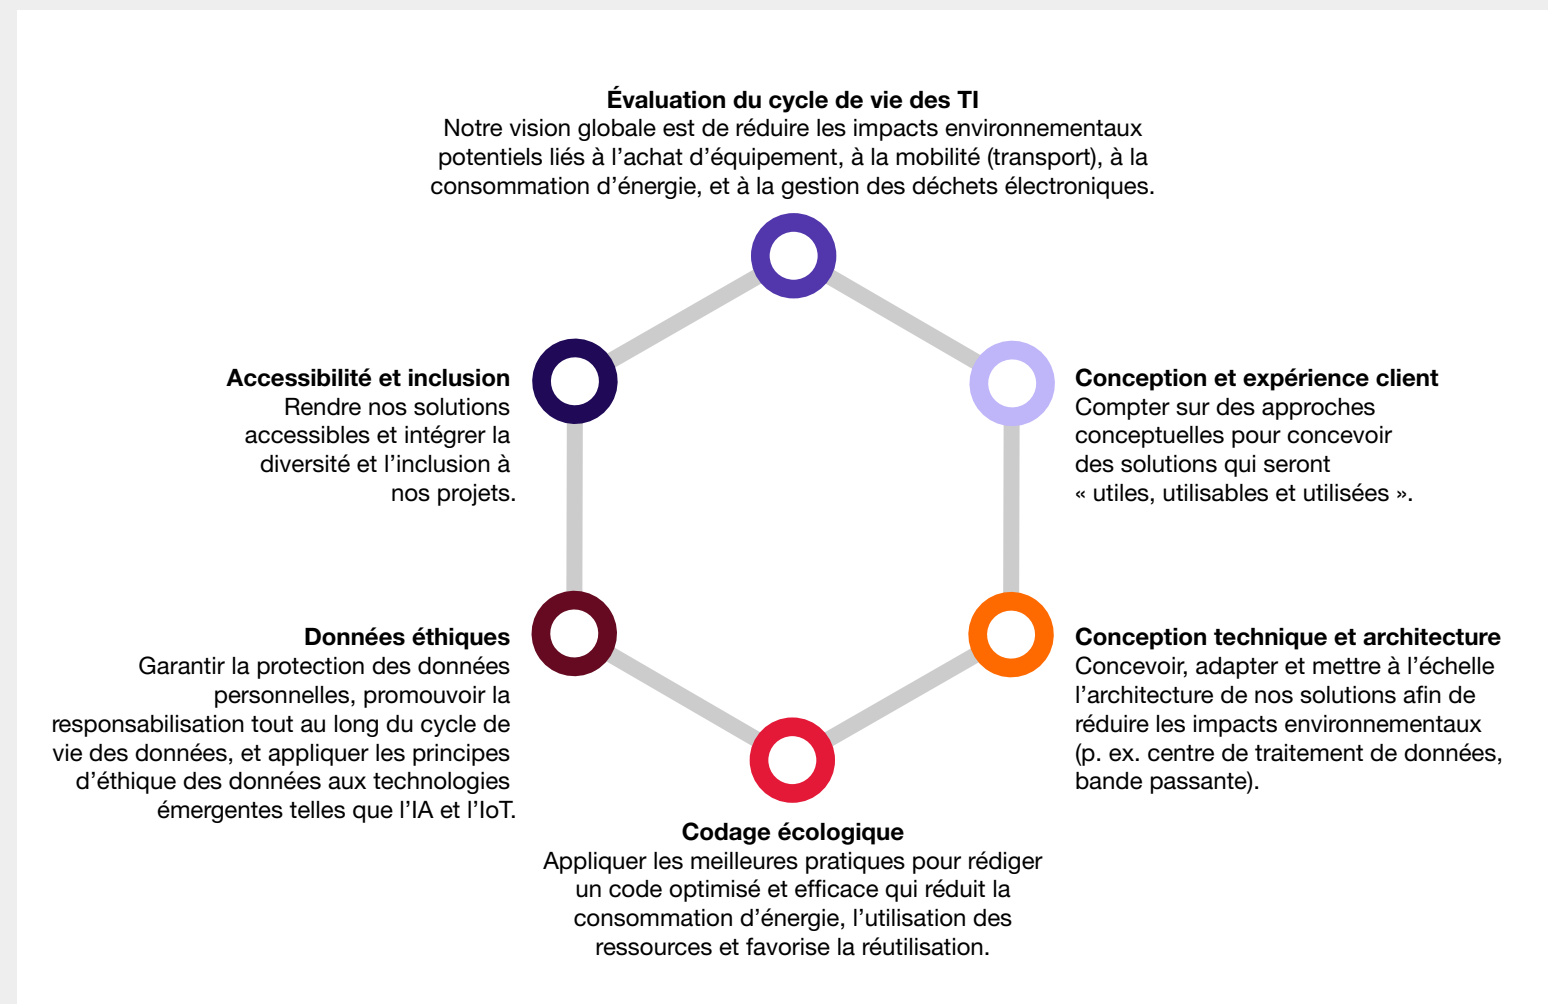 Évaluation du cycle de vie des TI
Notre vision globale est de réduire les impacts environnementaux
potentiels liés à l’achat d’équipement, à la mobilité (transport), à la
consommation d’énergie, et à la gestion des déchets électroniques.
Conception et expérience client
Compter sur des approches
conceptuelles pour concevoir
des solutions qui seront
« utiles, utilisables et utilisées ».
Conception technique et architecture
Concevoir, adapter et mettre à l’échelle
l’architecture de nos solutions afin de
réduire les impacts environnementaux
(p. ex. centre de traitement de données,
bande passante).
Codage écologique
Appliquer les meilleures pratiques pour rédiger
un code optimisé et efficace qui réduit la
consommation d’énergie, l’utilisation des
ressources et favorise la réutilisation.
Données éthiques
Garantir la protection des données
personnelles, promouvoir la
responsabilisation tout au long du cycle de
vie des données, et appliquer les principes
d’éthique des données aux technologies
émergentes telles que l’IA et l’IoT.
Accessibilité et inclusion
Rendre nos solutions
accessibles et intégrer la
diversité et l’inclusion à
nos projets.